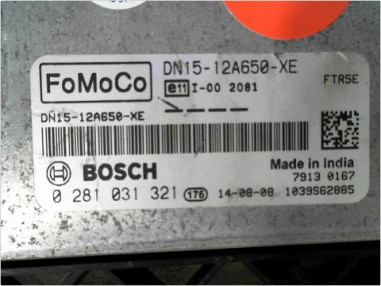 FoMoCo
DN15-12A650-XE
e11 I-00 2081
FTR5E
DN15-12A650-XE
BOSCH
Made in India
7913 0167
0 281 031 321 176 14-08-08 1039S62885